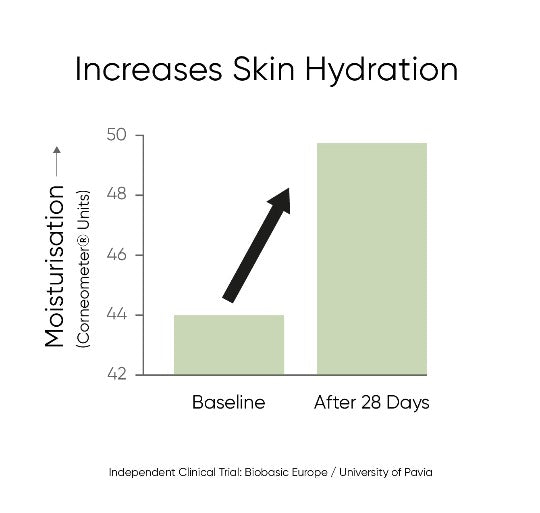 Increases Skin Hydration
Moisturisation
(Corneometer® Units)
50
48
46
44
42
Baseline
After 28 Days
Independent Clinical Trial: Biobasic Europe / University of Pavia